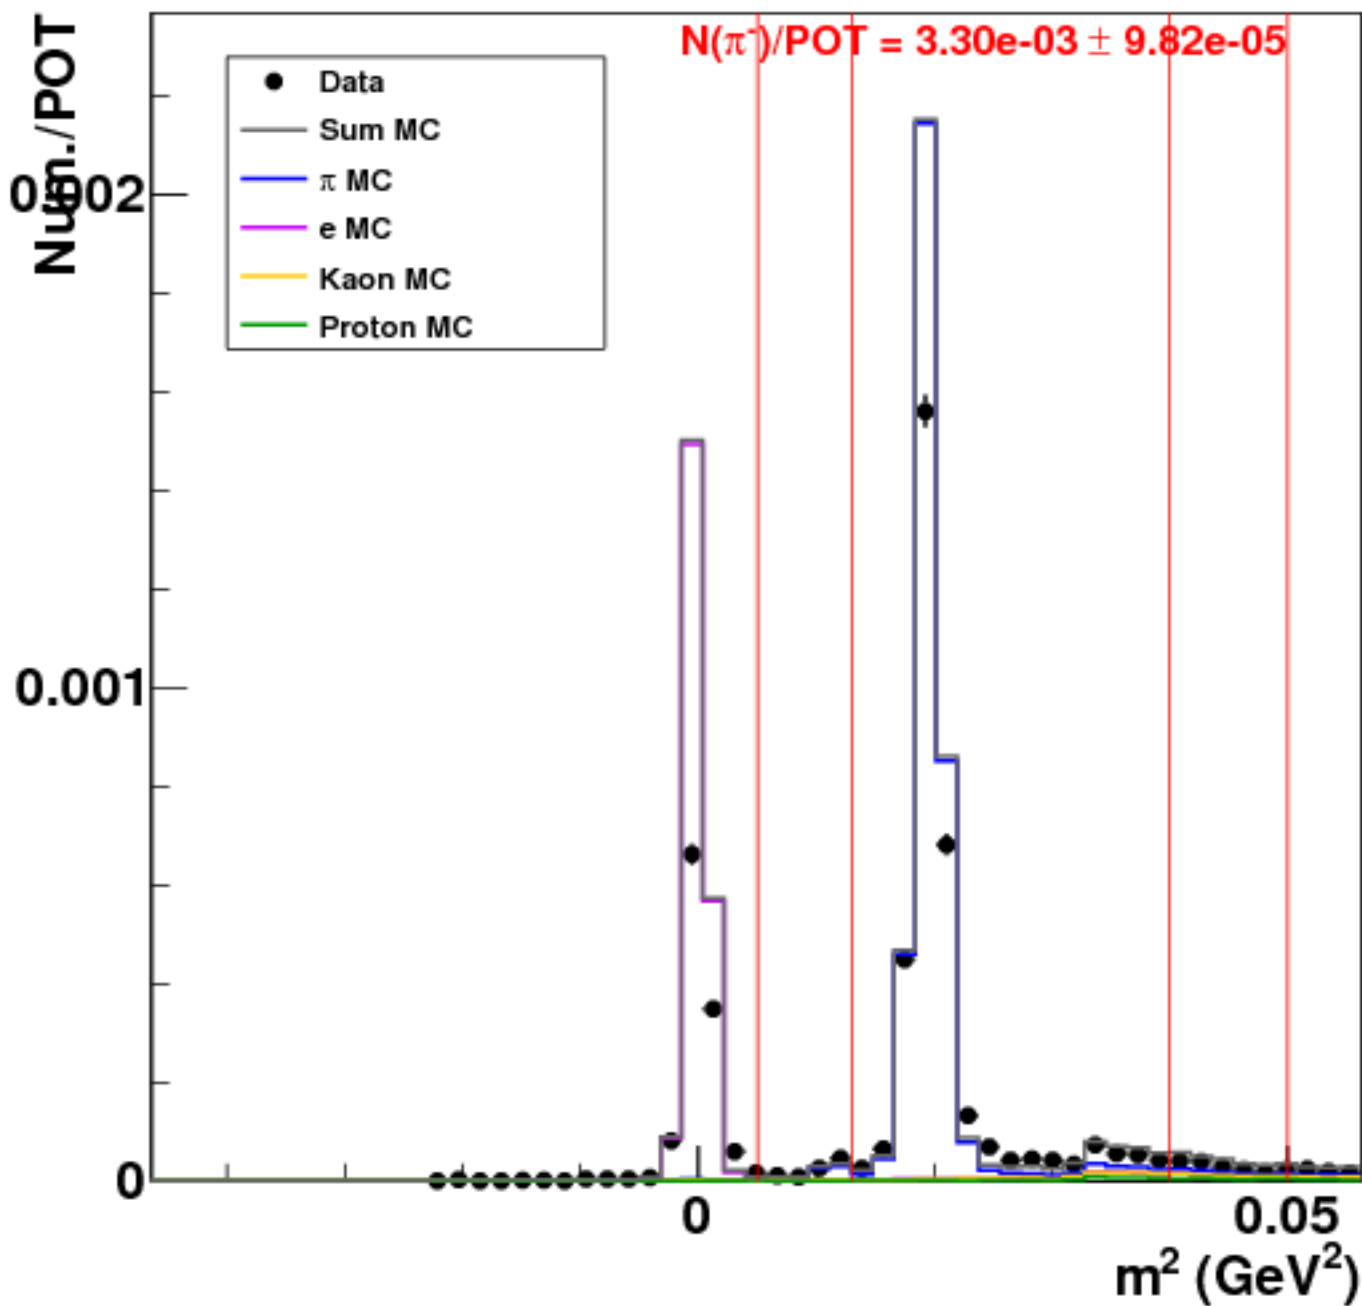 N(π⁻)/POT = 3.30e-03 ± 9.82e-05
Num./POT
Data
Sum MC
π MC
e MC
Kaon MC
Proton MC
0.002
0.001
0
0
0.05
m² (GeV²)